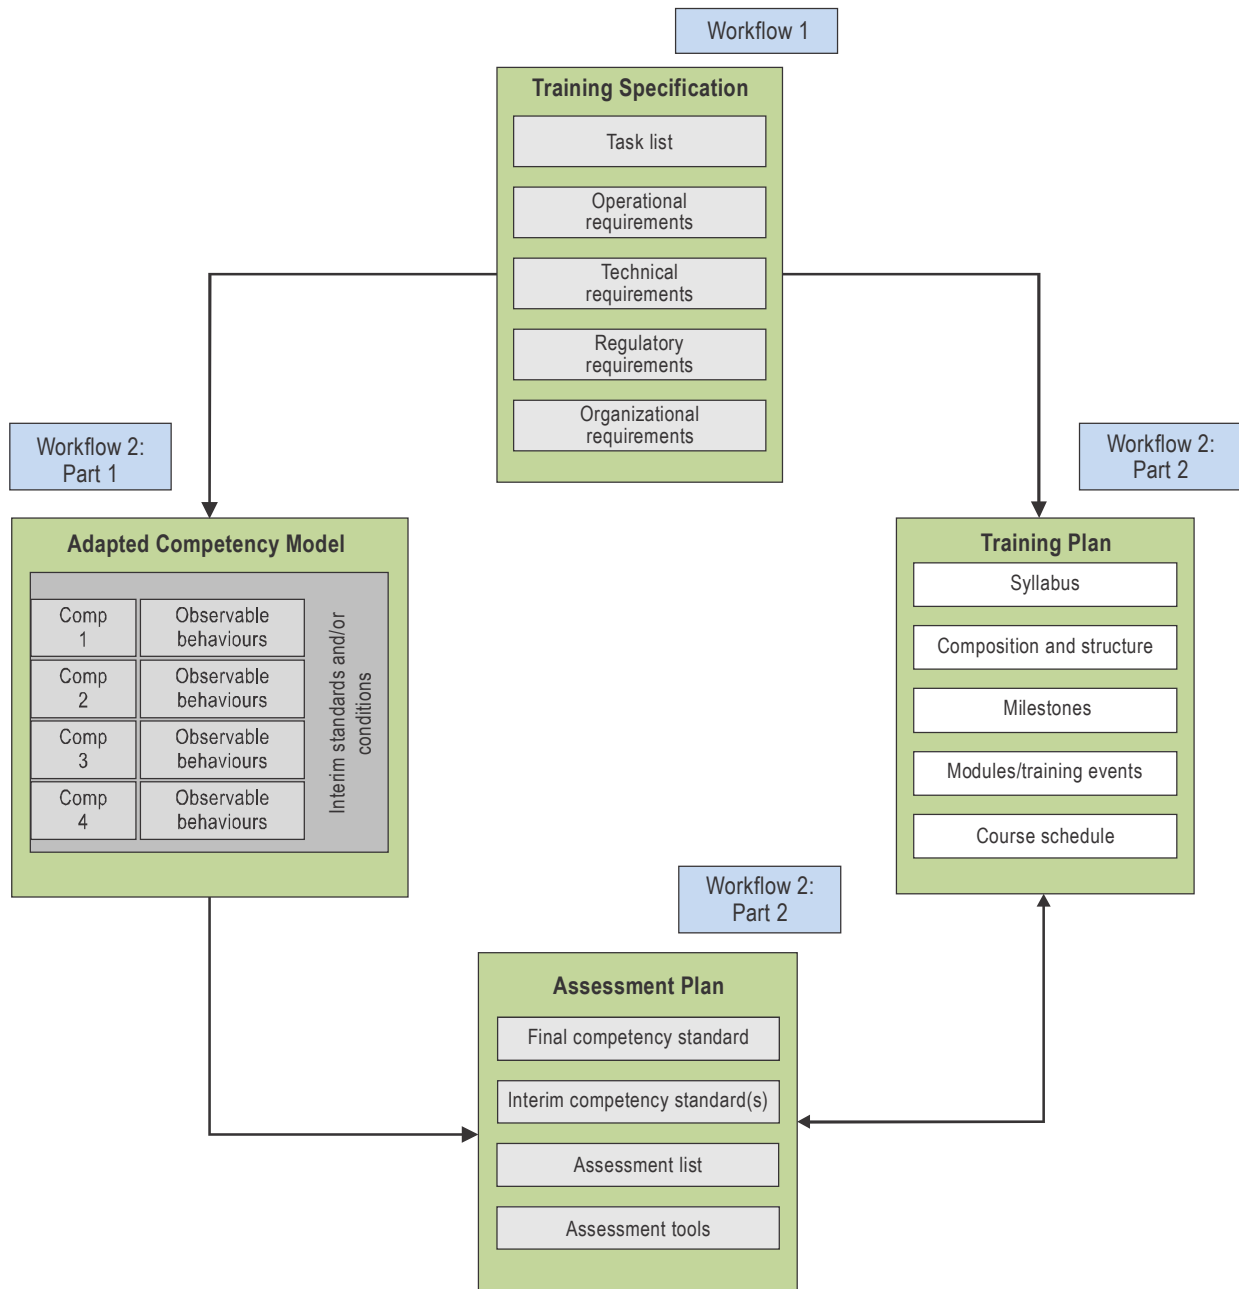 Workflow 1
Training Specification
Task list
Operational
requirements
Technical
requirements
Regulatory
requirements
Organizational
requirements
Workflow 2:
Part 1
Workflow 2:
Part 2
Adapted Competency Model
Comp
1
Observable
behaviours
Comp
2
Observable
behaviours
Comp
3
Observable
behaviours
Comp
4
Observable
behaviours
Interim standards and/or
conditions
Training Plan
Syllabus
Composition and structure
Milestones
Modules/training events
Course schedule
Workflow 2:
Part 2
Assessment Plan
Final competency standard
Interim competency standard(s)
Assessment list
Assessment tools